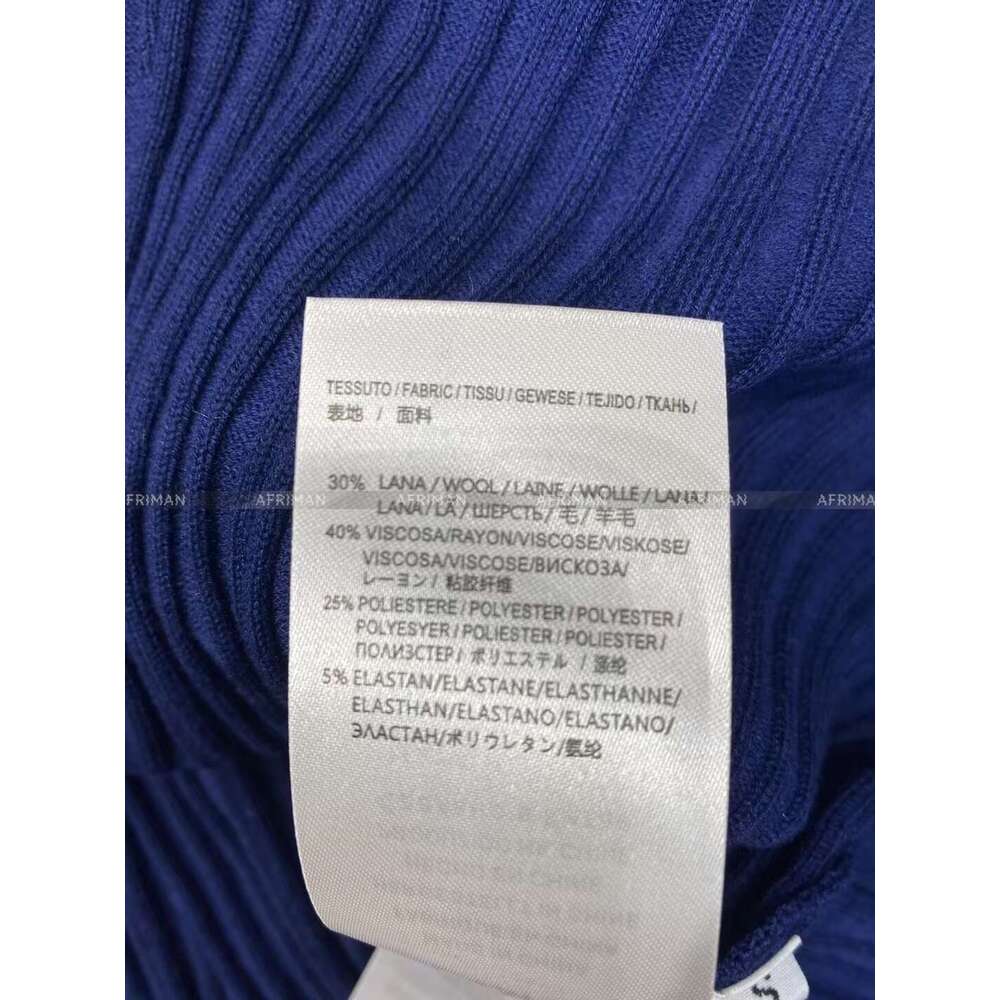 TESSUTO / FABRIC / TISSU / GEWESE / TEJIDO / ТКАНЬ /
表地 / 面料
30% LANA / WOOL / LAINE / WOLLE / LANA
LANA / LA / ШЕРСТЬ / 毛 / 羊毛
AFRIMAN AFRIMAN AFRIMAN AFRIMAN
40% VISCOSA/RAYON/VISCOSE/VISKOSE/
VISCOSA/VISCOSE/ВИСКОЗА/
レーヨン / 粘胶纤维
25% POLIESTERE / POLYESTER / POLYESTER /
POLYESYER / POLIESTER / POLIESTER /
ПОЛИЭСТЕР / ポリエステル / 涤纶
5% ELASTAN/ELASTANE/ELASTHANNE/
ELASTHAN/ELASTANO/ELASTANO/
ЭЛАСТАН/ポリウレタン/氨纶